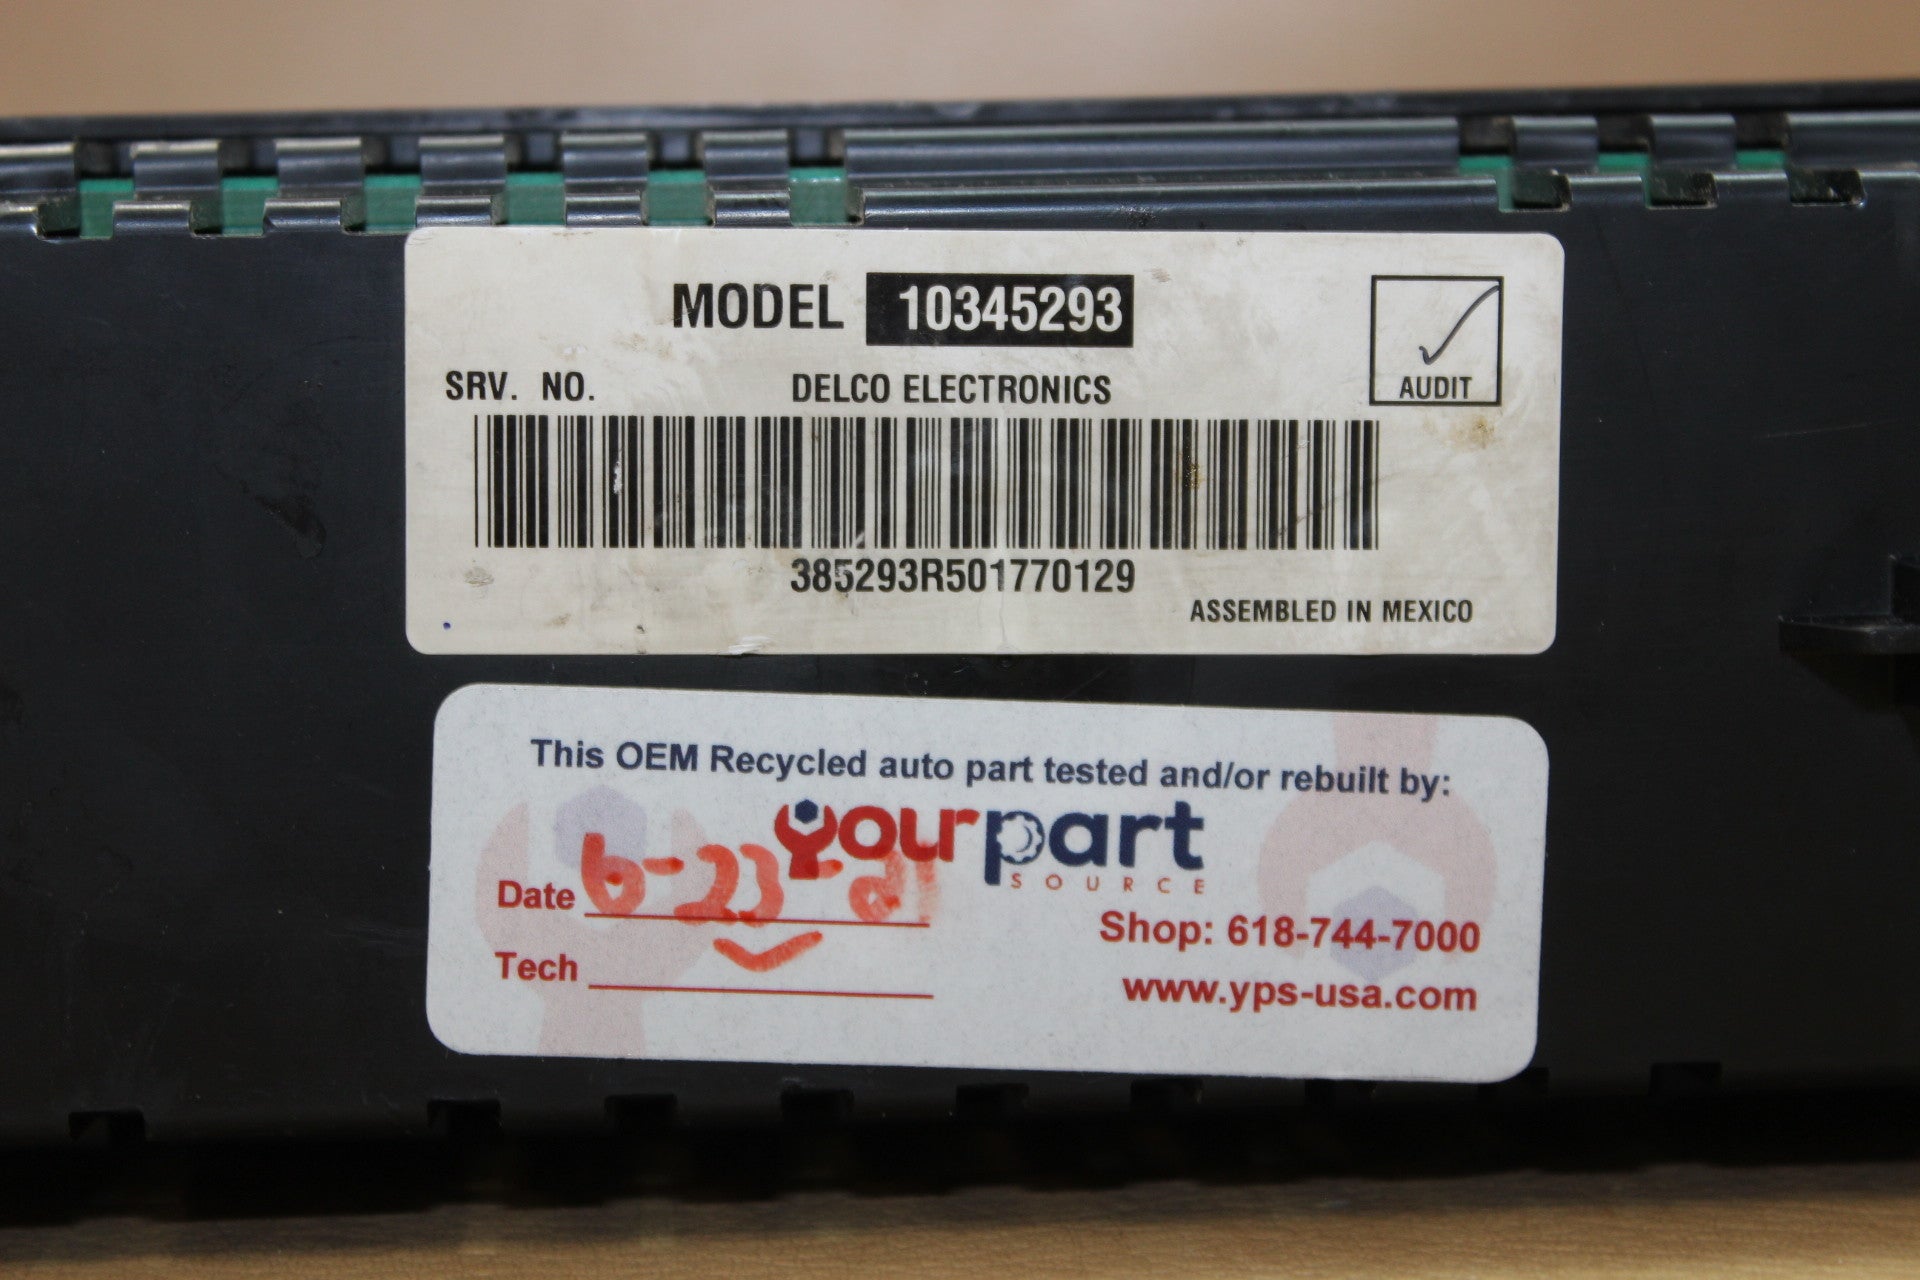 MODEL 10345293
AUDIT
SRV. NO. DELCO ELECTRONICS
385293R501770129
ASSEMBLED IN MEXICO
This OEM Recycled auto part tested and/or rebuilt by:
yourpart
SOURCE
Date 6-23-21
Shop: 618-744-7000
Tech
www.yps-usa.com